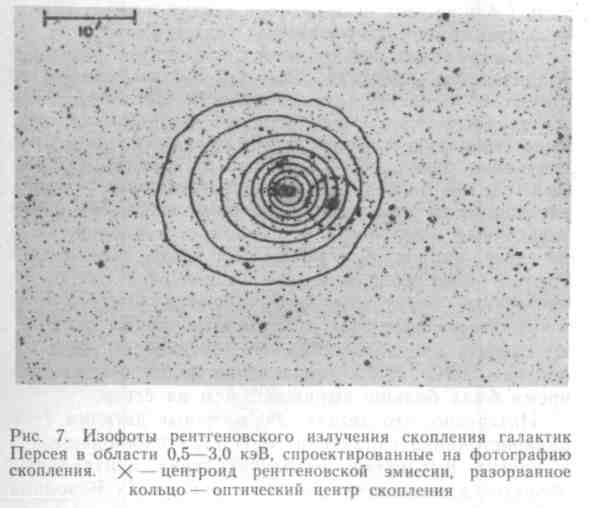 10'
Рис. 7. Изофоты рентгеновского излучения скопления галактик
Персея в области 0,5—3,0 кэВ, спроектированные на фотографию
скопления. × — центроид рентгеновской эмиссии, разорванное
кольцо — оптический центр скопления